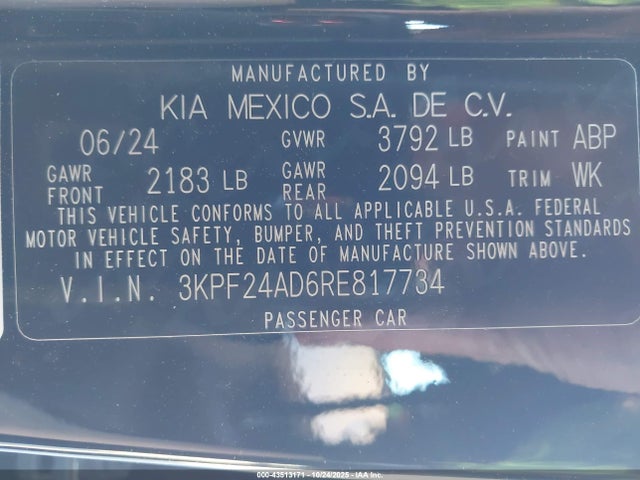 MANUFACTURED BY
KIA MEXICO S.A. DE C.V.
06/24 GVWR 3792 LB PAINT ABP
GAWR FRONT 2183 LB GAWR REAR 2094 LB TRIM WK
THIS VEHICLE CONFORMS TO ALL APPLICABLE U.S.A. FEDERAL
MOTOR VEHICLE SAFETY, BUMPER, AND THEFT PREVENTION STANDARDS
IN EFFECT ON THE DATE OF MANUFACTURE SHOWN ABOVE.
V.I.N. 3KPF24AD6RE817734
PASSENGER CAR
000-43513171 - 10/24/2025 - IAA Inc.